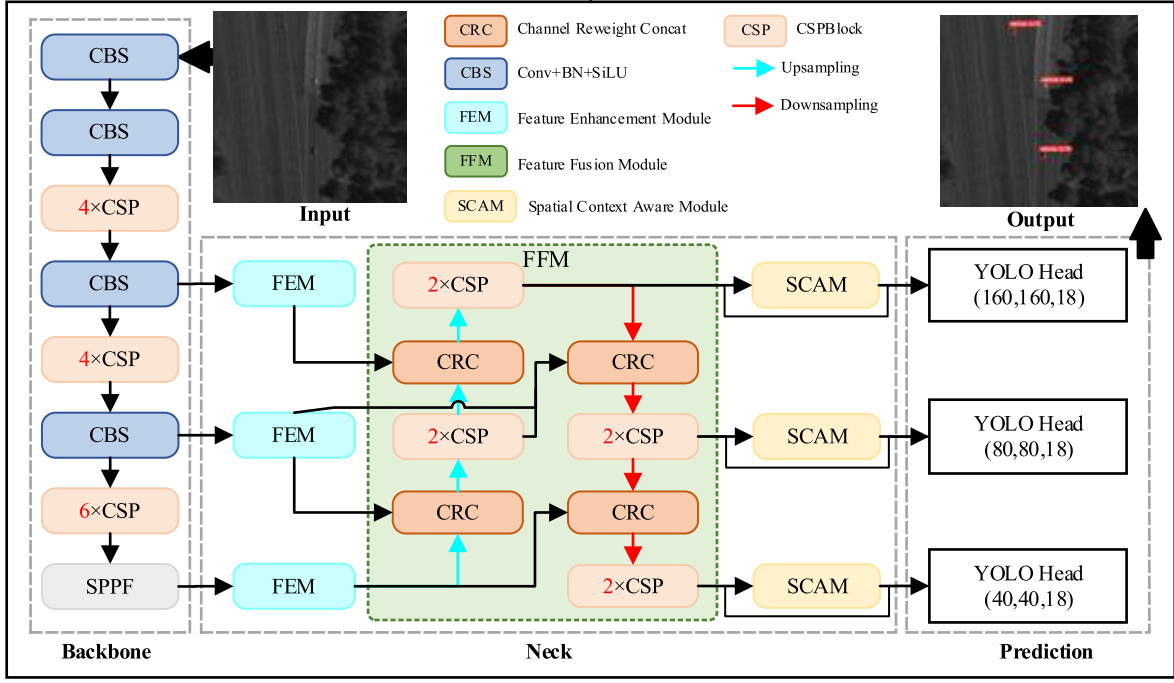 CBS
CBS
4×CSP
CBS
4×CSP
CBS
6×CSP
SPPF
Backbone
Input
CRC Channel Reweight Concat
CBS Conv+BN+SiLU
FEM Feature Enhancement Module
FFM Feature Fusion Module
SCAM Spatial Context Aware Module
CSP CSPBlock
Upsampling
Downsampling
Output
FEM
FEM
FEM
FFM
2×CSP
CRC
2×CSP
CRC
CRC
2×CSP
CRC
2×CSP
SCAM
SCAM
SCAM
Neck
YOLO Head
(160,160,18)
YOLO Head
(80,80,18)
YOLO Head
(40,40,18)
Prediction